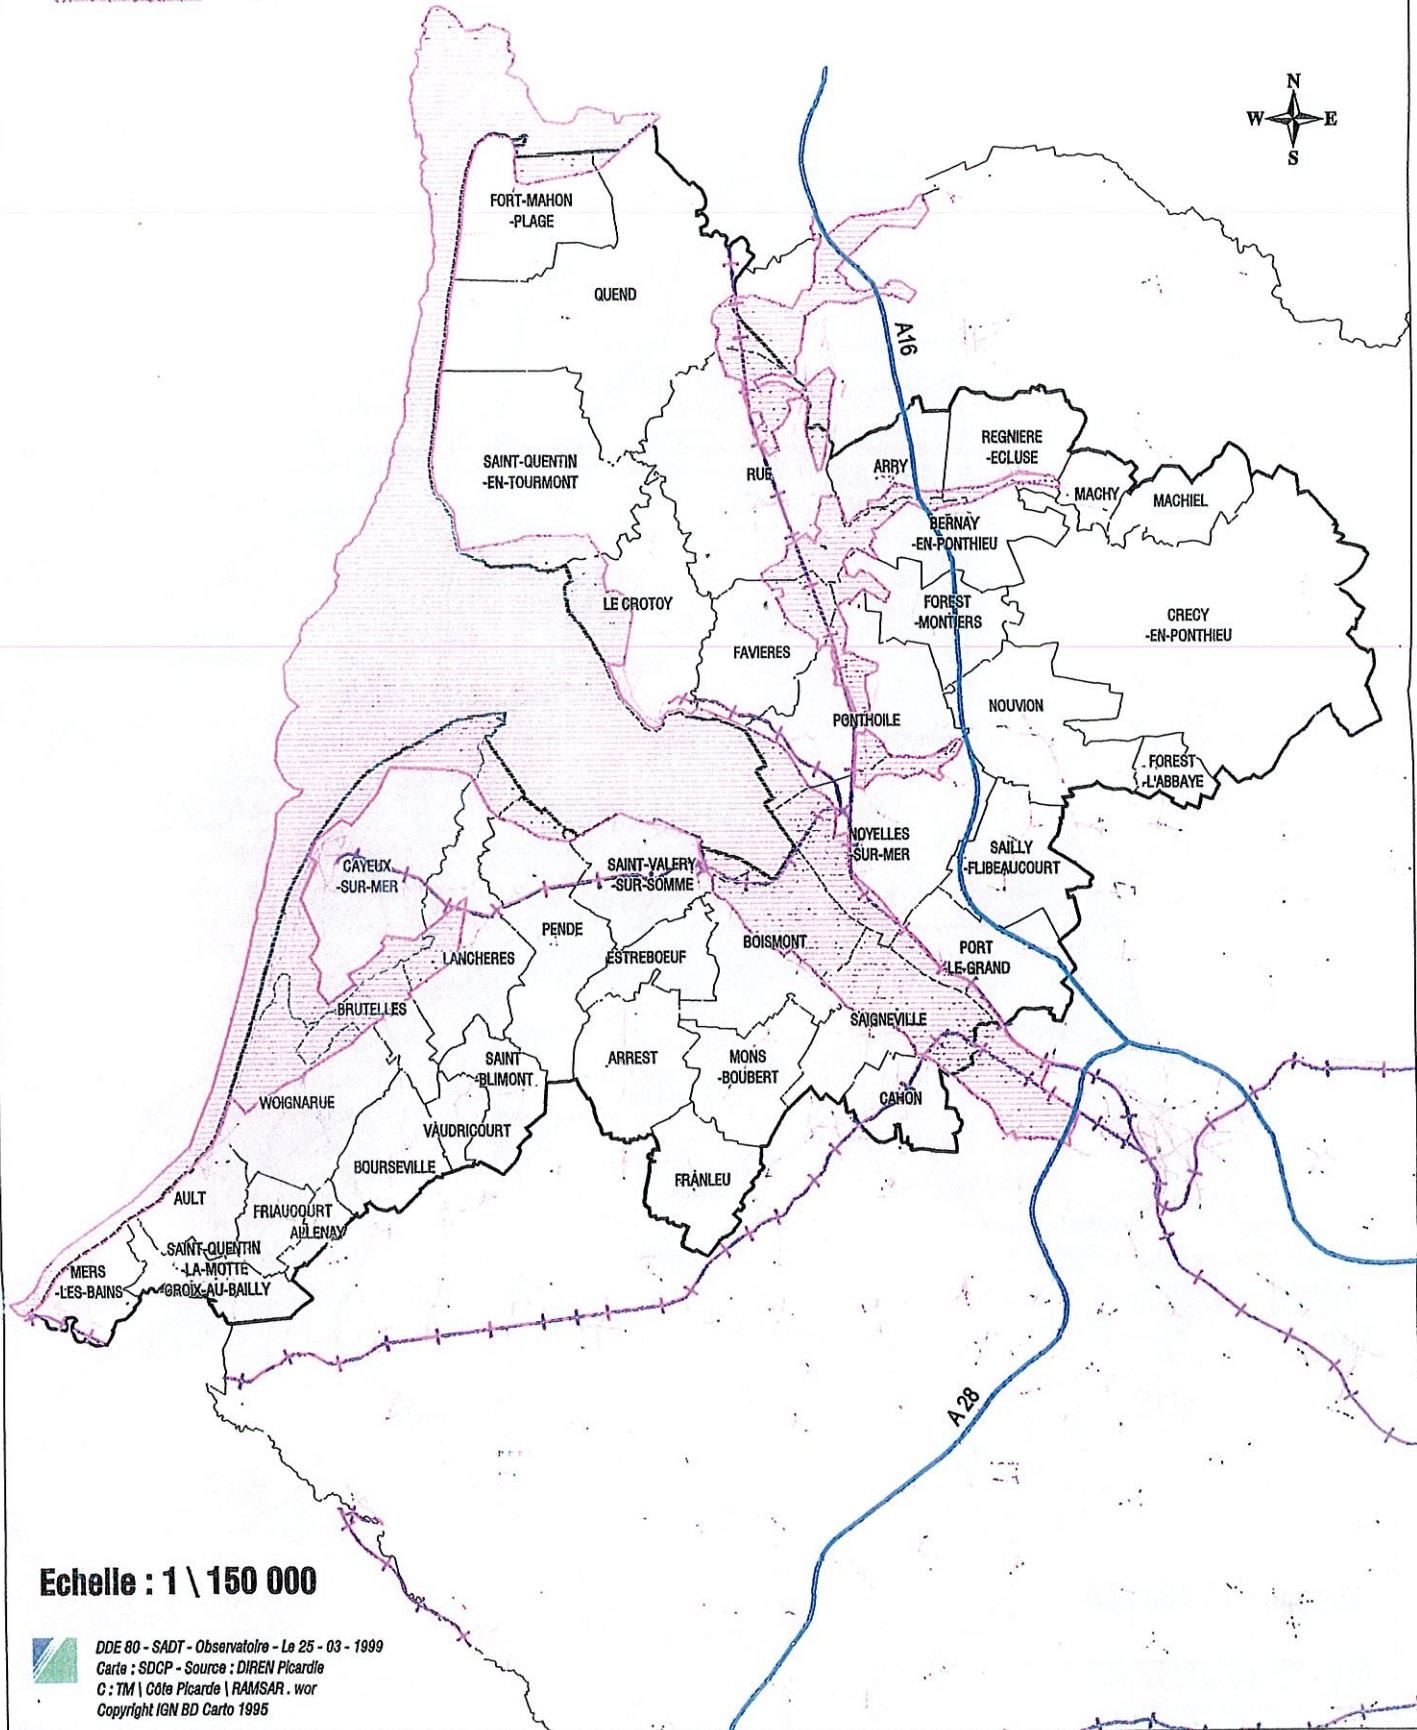 N
W E
S
FORT-MAHON
-PLAGE
QUEND
A16
SAINT-QUENTIN
-EN-TOURMONT
RUE
ARRY
REGNIERE
-ECLUSE
MACHY
MACHIEL
BERNAY
-EN-PONTHIEU
LE CROTOY
FOREST
-MONTIERS
CRECY
-EN-PONTHIEU
FAVIERES
PONTHOILE
NOUVION
FOREST
-L'ABBAYE
NOYELLES
-SUR-MER
SAILLY
-FLIBEAUCOURT
CAYEUX
-SUR-MER
SAINT-VALERY
-SUR-SOMME
PENDE
BOISMONT
LANCHERES
ESTREBOEUF
PORT
-LE-GRAND
BRUTELLES
SAIGNEVILLE
SAINT
-BLIMONT
ARREST
MONS
-BOUBERT
WOIGNARUE
CAHON
VAUDRICOURT
BOURSEVILLE
FRANLEU
AULT
FRIAUCOURT
ALLENAY
SAINT-QUENTIN
-LA-MOTTE
-CROIX-AU-BAILLY
MERS
-LES-BAINS
A 28
Echelle : 1 \ 150 000
DDE 80 - SADT - Observatoire - Le 25 - 03 - 1999
Carte : SDCP - Source : DIREN Picardie
C : TM \ Côte Picarde \ RAMSAR . wor
Copyright IGN BD Carto 1995